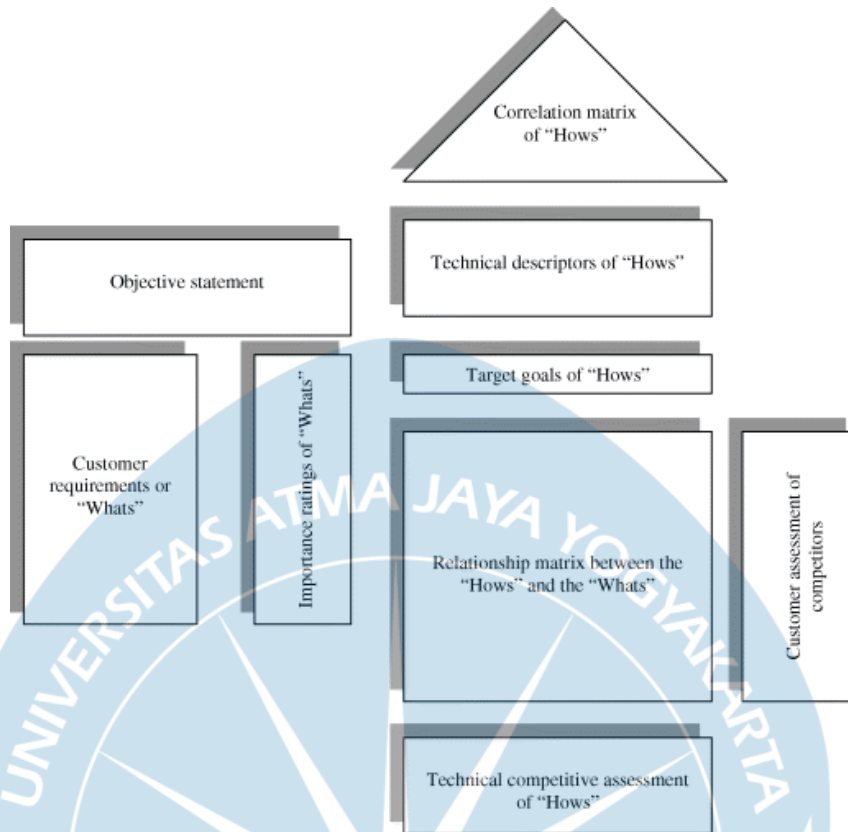 Correlation matrix
of “Hows”
Technical descriptors of “Hows”
Objective statement
Target goals of “Hows”
Customer
requirements or
“Whats”
Importance ratings of “Whats”
Relationship matrix between the
“Hows” and the “Whats”
Customer assessment of
competitors
Technical competitive assessment
of “Hows”
UNIVERSITAS ATMA JAYA YOGYAKARTA